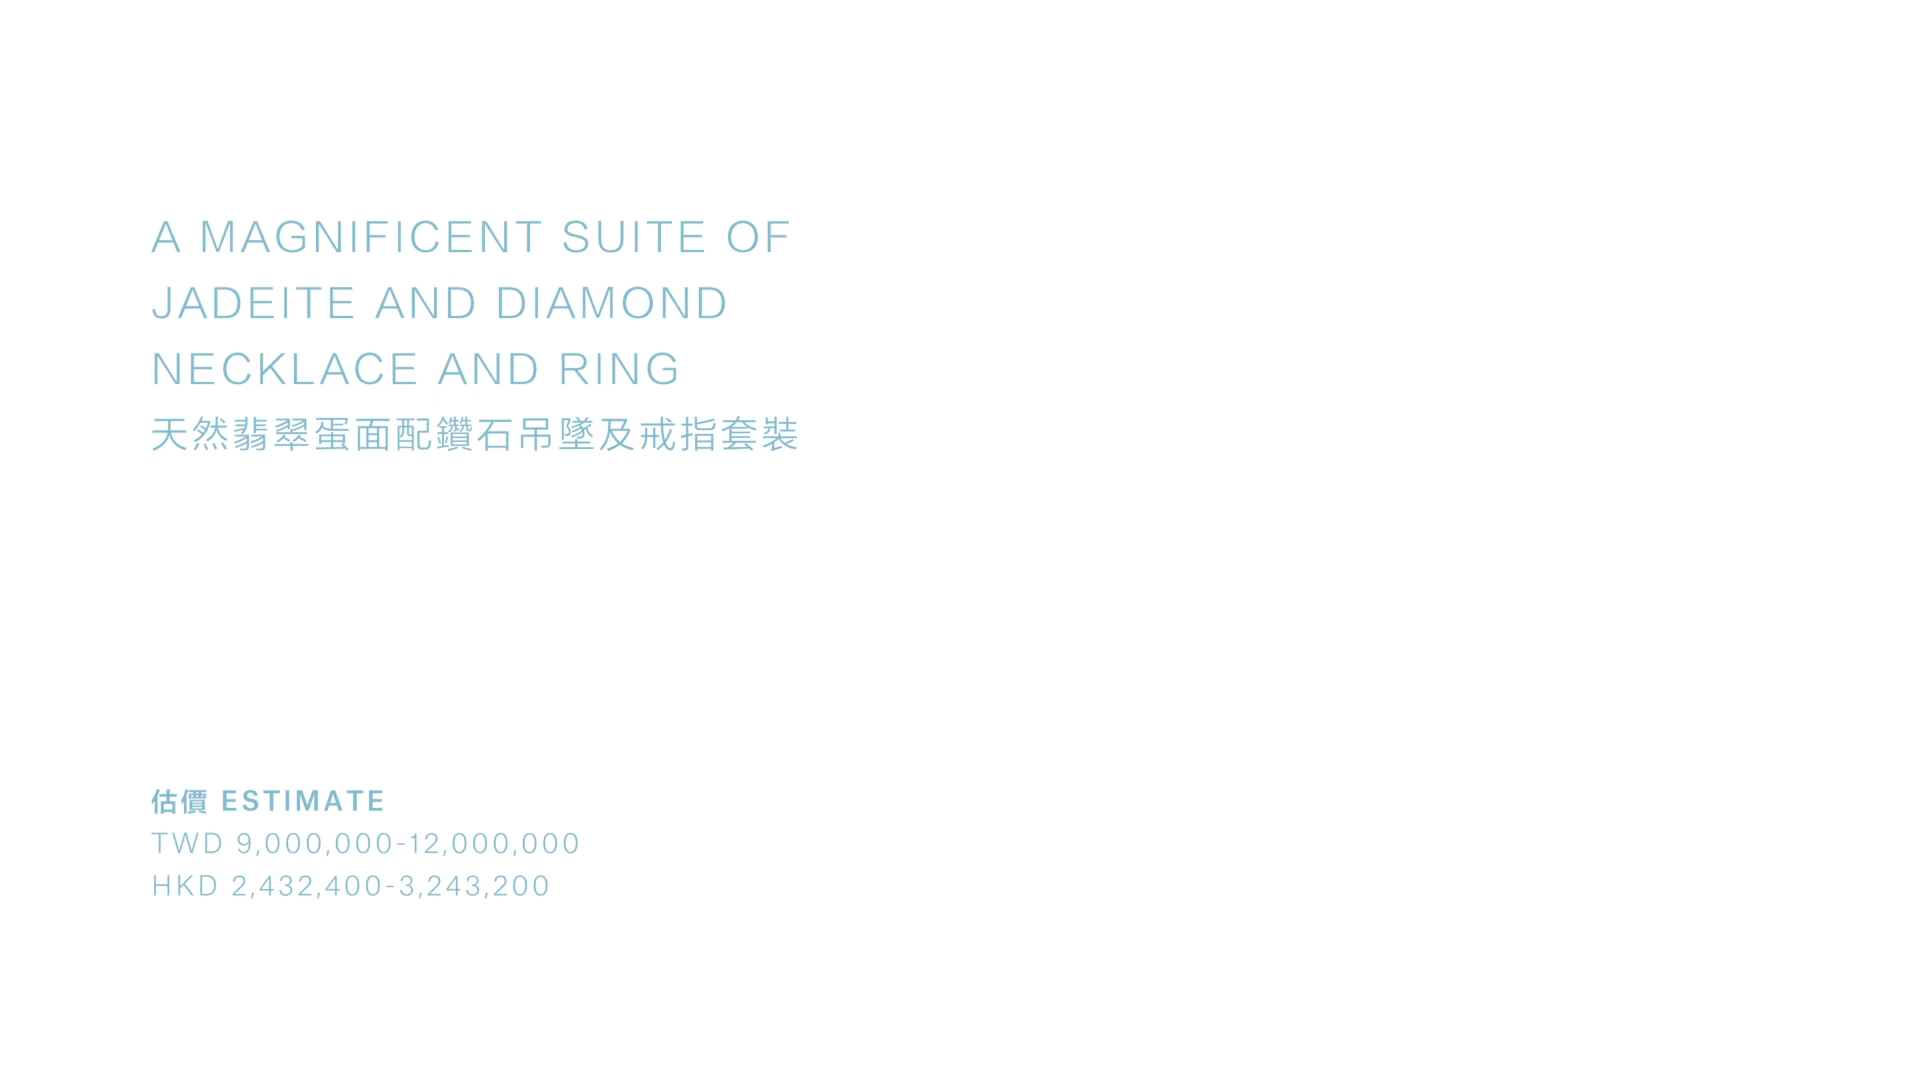 A MAGNIFICENT SUITE OF
JADEITE AND DIAMOND
NECKLACE AND RING
天然翡翠蛋面配鑽石吊墜及戒指套裝
估價 ESTIMATE
TWD 9,000,000-12,000,000
HKD 2,432,400-3,243,200